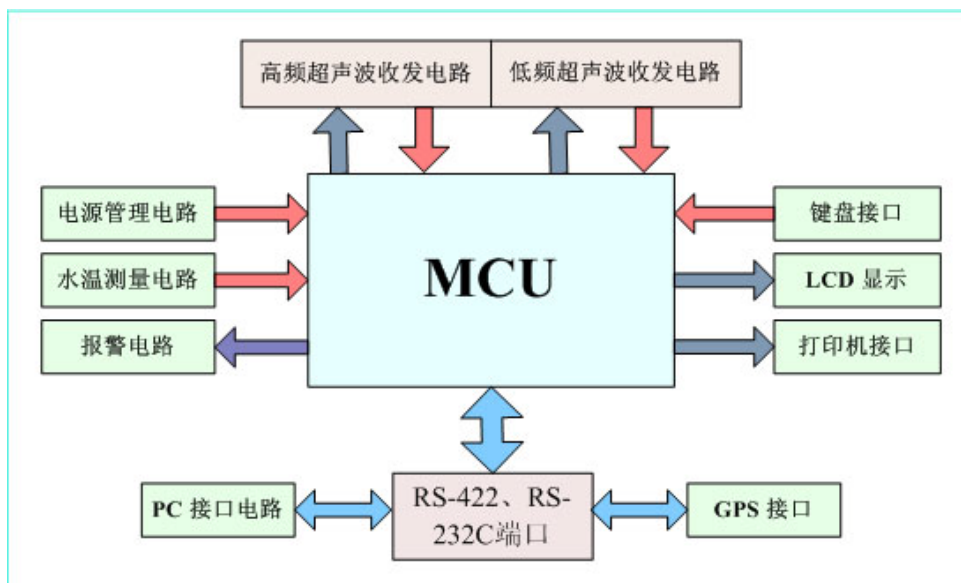 高频超声波收发电路
低频超声波收发电路
电源管理电路
键盘接口
水温测量电路
MCU
LCD 显示
报警电路
打印机接口
PC 接口电路
RS-422、RS-
232C端口
GPS 接口